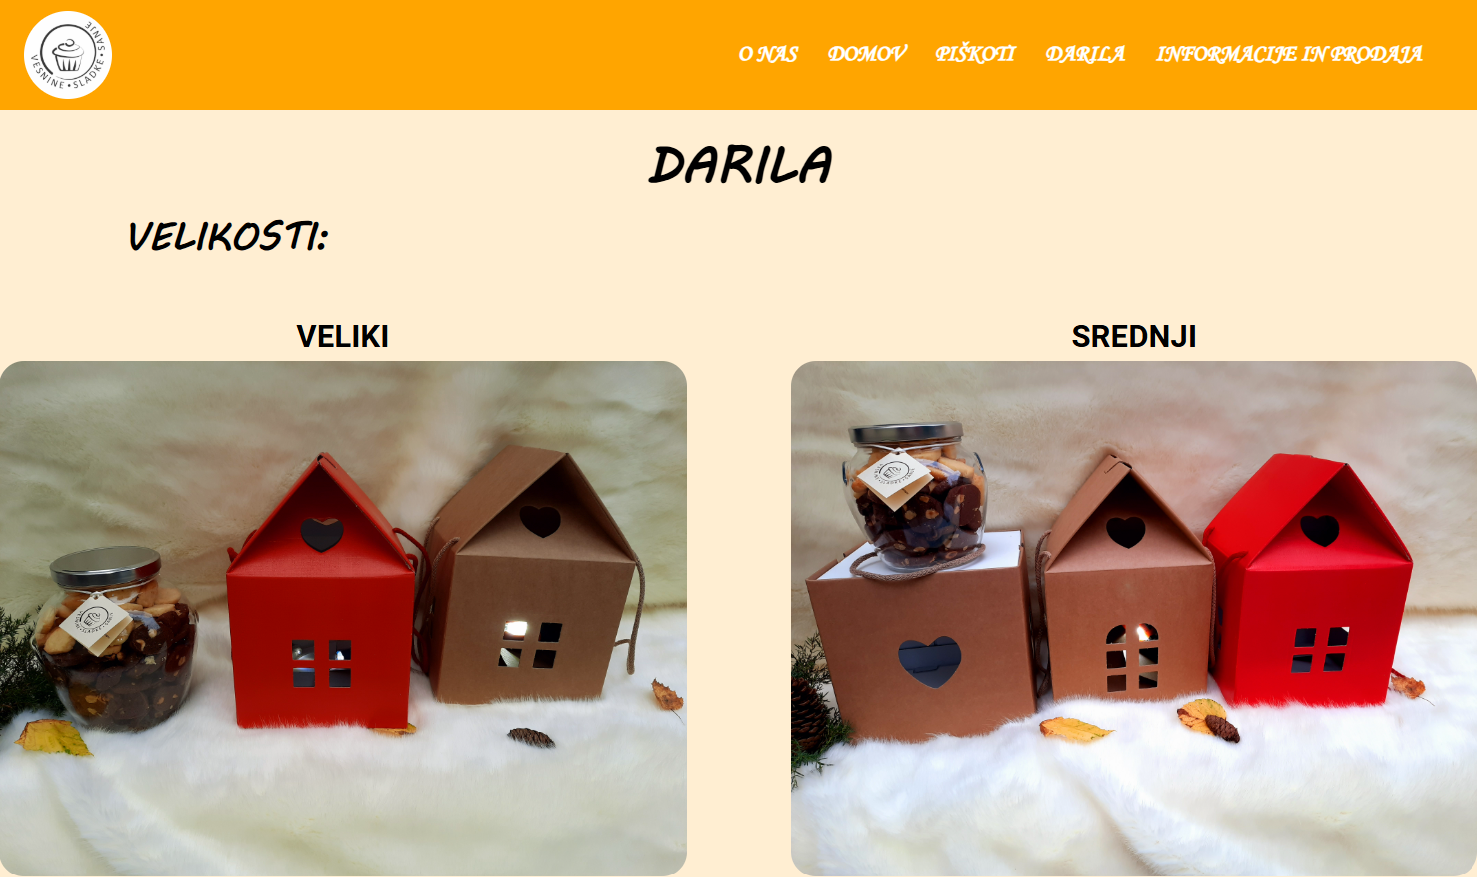 VESNINE • SLADKE • SANJE
O NAS DOMOV PIŠKOTI DARILA INFORMACIJE IN PRODAJA
DARILA
VELIKOSTI:
VELIKI
SREDNJI